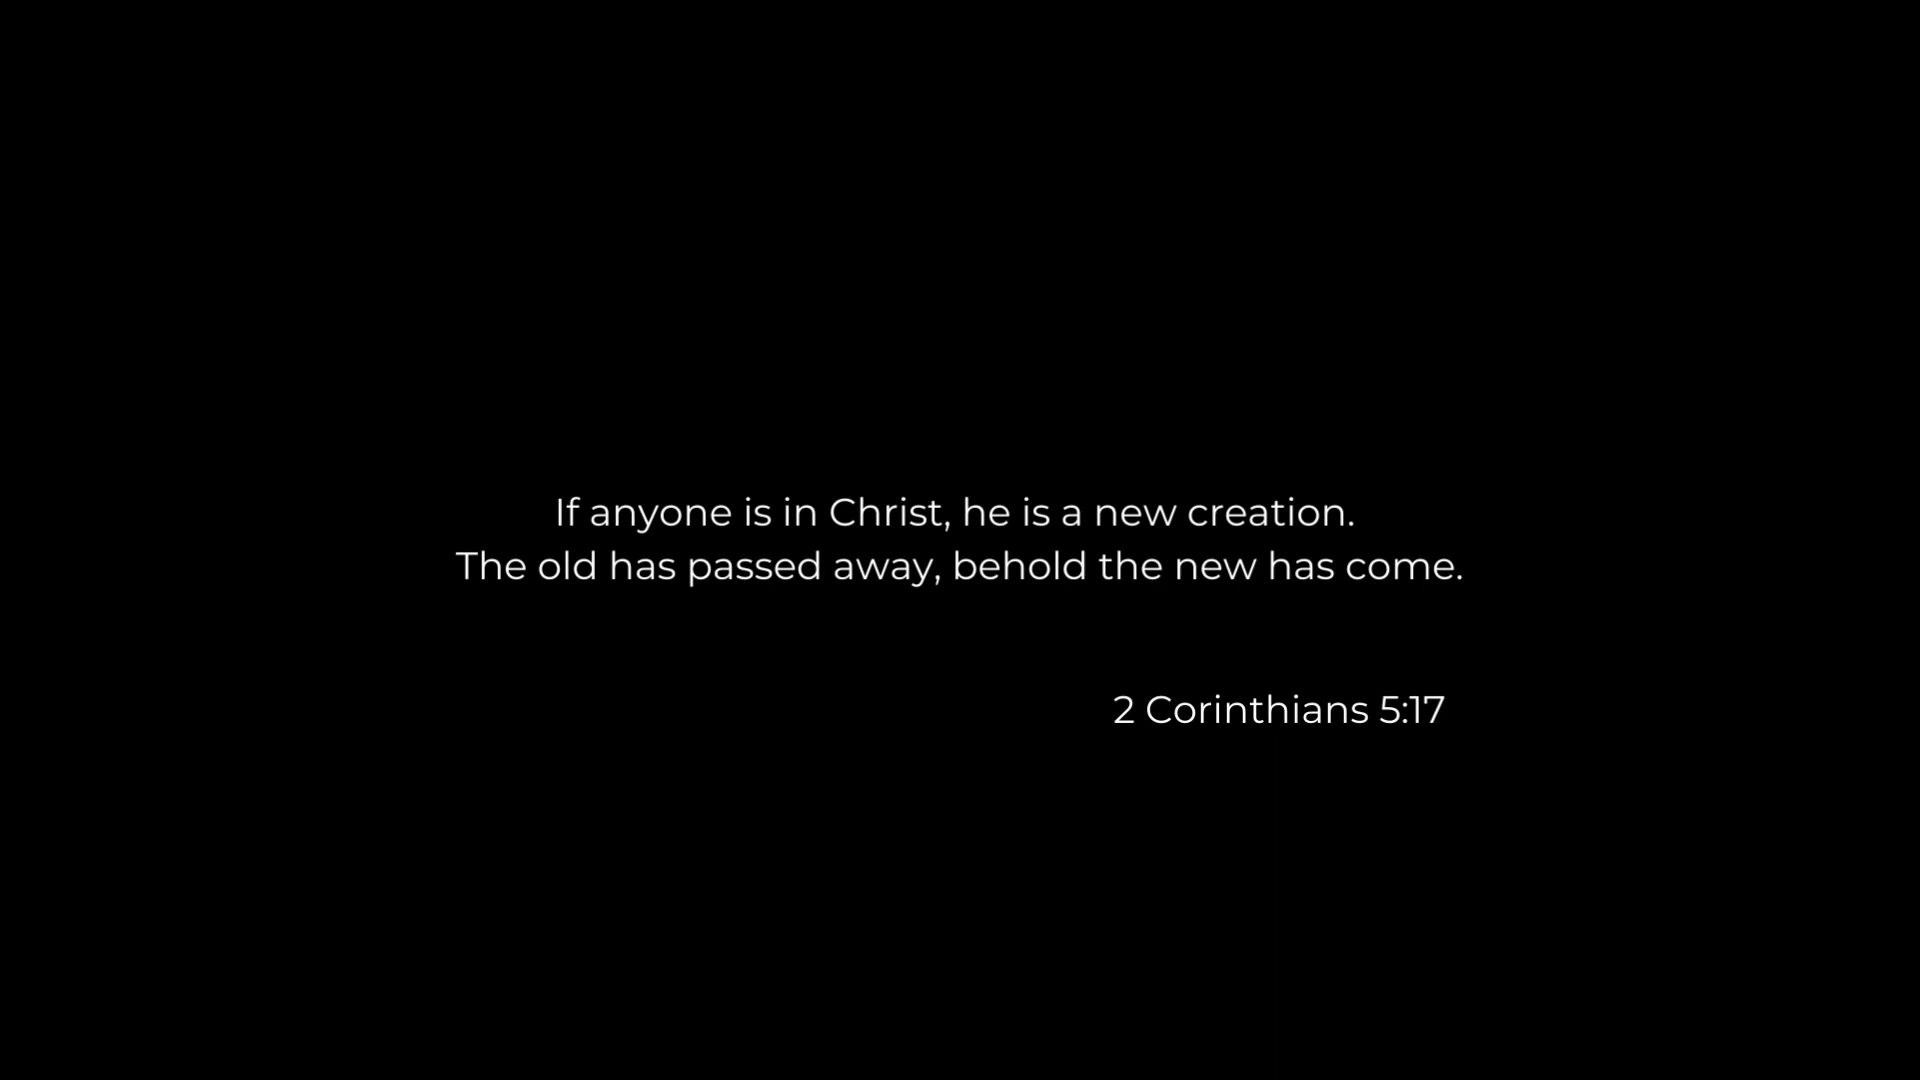 If anyone is in Christ, he is a new creation.
The old has passed away, behold the new has come.
2 Corinthians 5:17